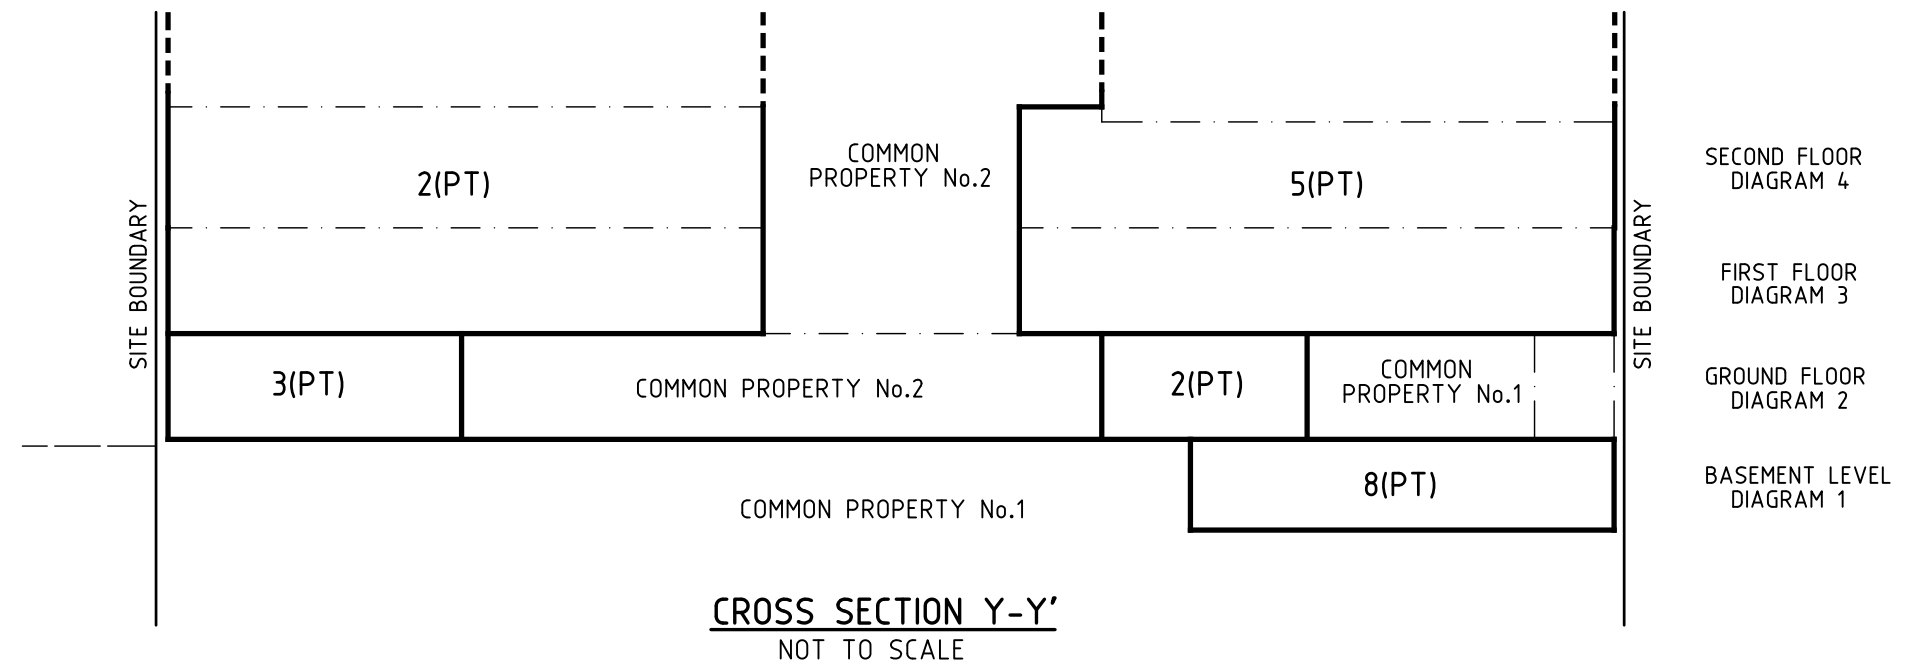 COMMON
PROPERTY No.2
2(PT)
5(PT)
SECOND FLOOR
DIAGRAM 4
SITE BOUNDARY
SITE BOUNDARY
FIRST FLOOR
DIAGRAM 3
3(PT)
COMMON PROPERTY No.2
2(PT)
COMMON
PROPERTY No.1
GROUND FLOOR
DIAGRAM 2
COMMON PROPERTY No.1
8(PT)
BASEMENT LEVEL
DIAGRAM 1
CROSS SECTION Y-Y'
NOT TO SCALE